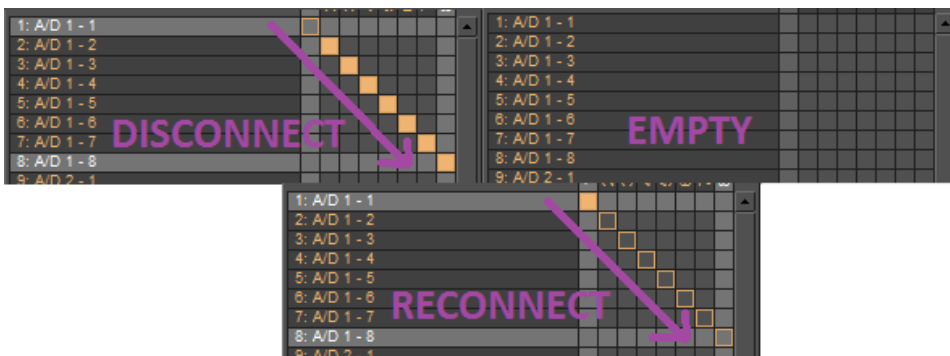 1: A/D 1 - 1
2: A/D 1 - 2
3: A/D 1 - 3
4: A/D 1 - 4
5: A/D 1 - 5
6: A/D 1 - 6
7: A/D 1 - 7
8: A/D 1 - 8
9: A/D 2 - 1
DISCONNECT
1: A/D 1 - 1
2: A/D 1 - 2
3: A/D 1 - 3
4: A/D 1 - 4
5: A/D 1 - 5
6: A/D 1 - 6
7: A/D 1 - 7
8: A/D 1 - 8
9: A/D 2 - 1
EMPTY
1: A/D 1 - 1
2: A/D 1 - 2
3: A/D 1 - 3
4: A/D 1 - 4
5: A/D 1 - 5
6: A/D 1 - 6
7: A/D 1 - 7
8: A/D 1 - 8
9: A/D 2 - 1
RECONNECT